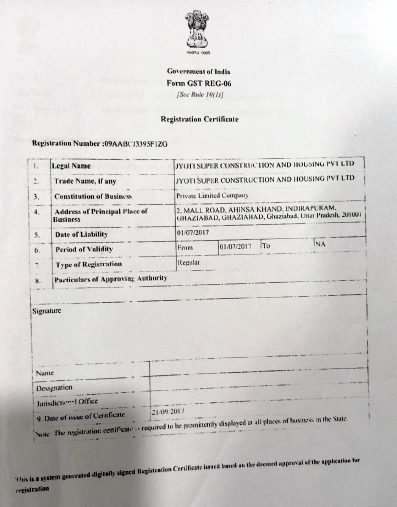 Government of India
Form GST REG-06
[See Rule 10(1)]
Registration Certificate
Registration Number :
1. Legal Name JYOTI SUPER CONSTRUCTION AND HOUSING PVT LTD
2. Trade Name, if any JYOTI SUPER CONSTRUCTION AND HOUSING PVT LTD
3. Constitution of Business Private Limited Company
4. Address of Principal Place of Business 2, MALL ROAD, AHINSA KHAND, INDIRAPURAM,
GHAZIABAD, GHAZIABAD, Ghaziabad, Uttar Pradesh, 201001
5. Date of Liability 01/07/2017
6. Period of Validity From 01/07/2017 To NA
7. Type of Registration Regular
8. Particulars of Approving Authority
Signature
Name
Designation
Jurisdictional Office
9. Date of issue of Certificate 21/09/2017
Note: The registration certificate is required to be prominently displayed at all places of business in the State.
This is a system generated digitally signed Registration Certificate issued based on the deemed approval of the application for
registration